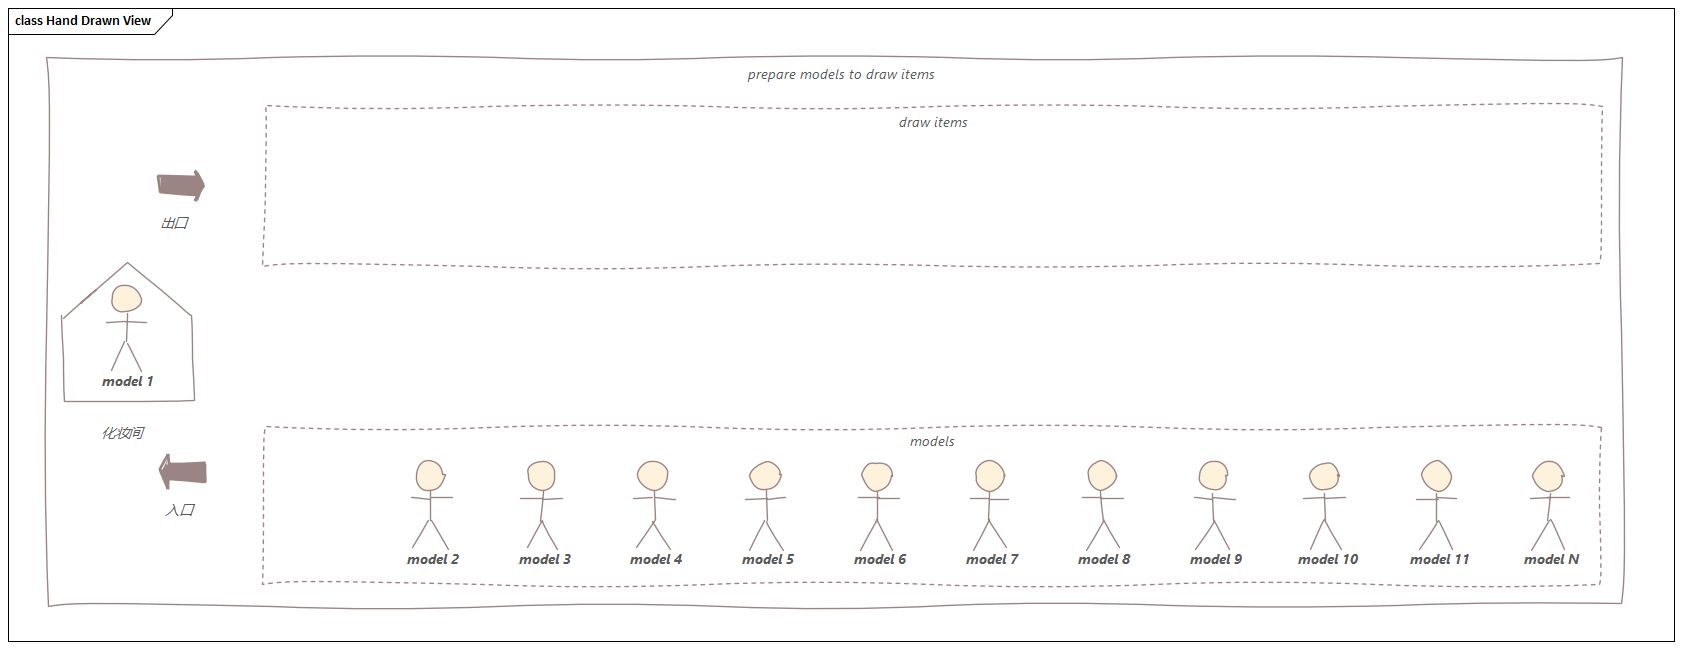 class Hand Drawn View
prepare models to draw items
draw items
出口
model 1
化妆间
models
入口
model 2 model 3 model 4 model 5 model 6 model 7 model 8 model 9 model 10 model 11 model N